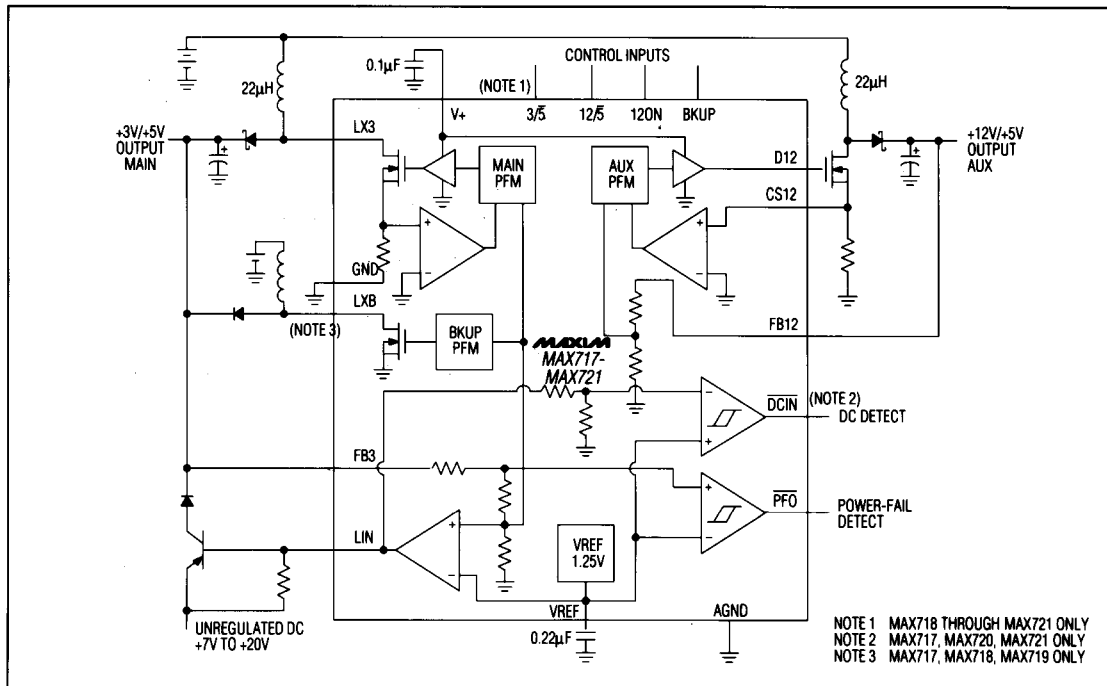 CONTROL INPUTS
0.1µF
(NOTE 1)
22µH
22µH
V+
3/5̅
12/5̅
12ON
BKUP
+3V/+5V
OUTPUT
MAIN
LX3
MAIN
PFM
AUX
PFM
D12
+12V/+5V
OUTPUT
AUX
CS12
+
−
+
−
GND
LXB
(NOTE 3)
BKUP
PFM
FB12
MAXIM
MAX717-
MAX721
−
+
D̅C̅I̅N̅
(NOTE 2)
DC DETECT
FB3
+
−
P̅F̅O̅
POWER-FAIL
DETECT
LIN
+
−
VREF
1.25V
VREF
0.22µF
AGND
UNREGULATED DC
+7V TO +20V
NOTE 1 MAX718 THROUGH MAX721 ONLY
NOTE 2 MAX717, MAX720, MAX721 ONLY
NOTE 3 MAX717, MAX718, MAX719 ONLY